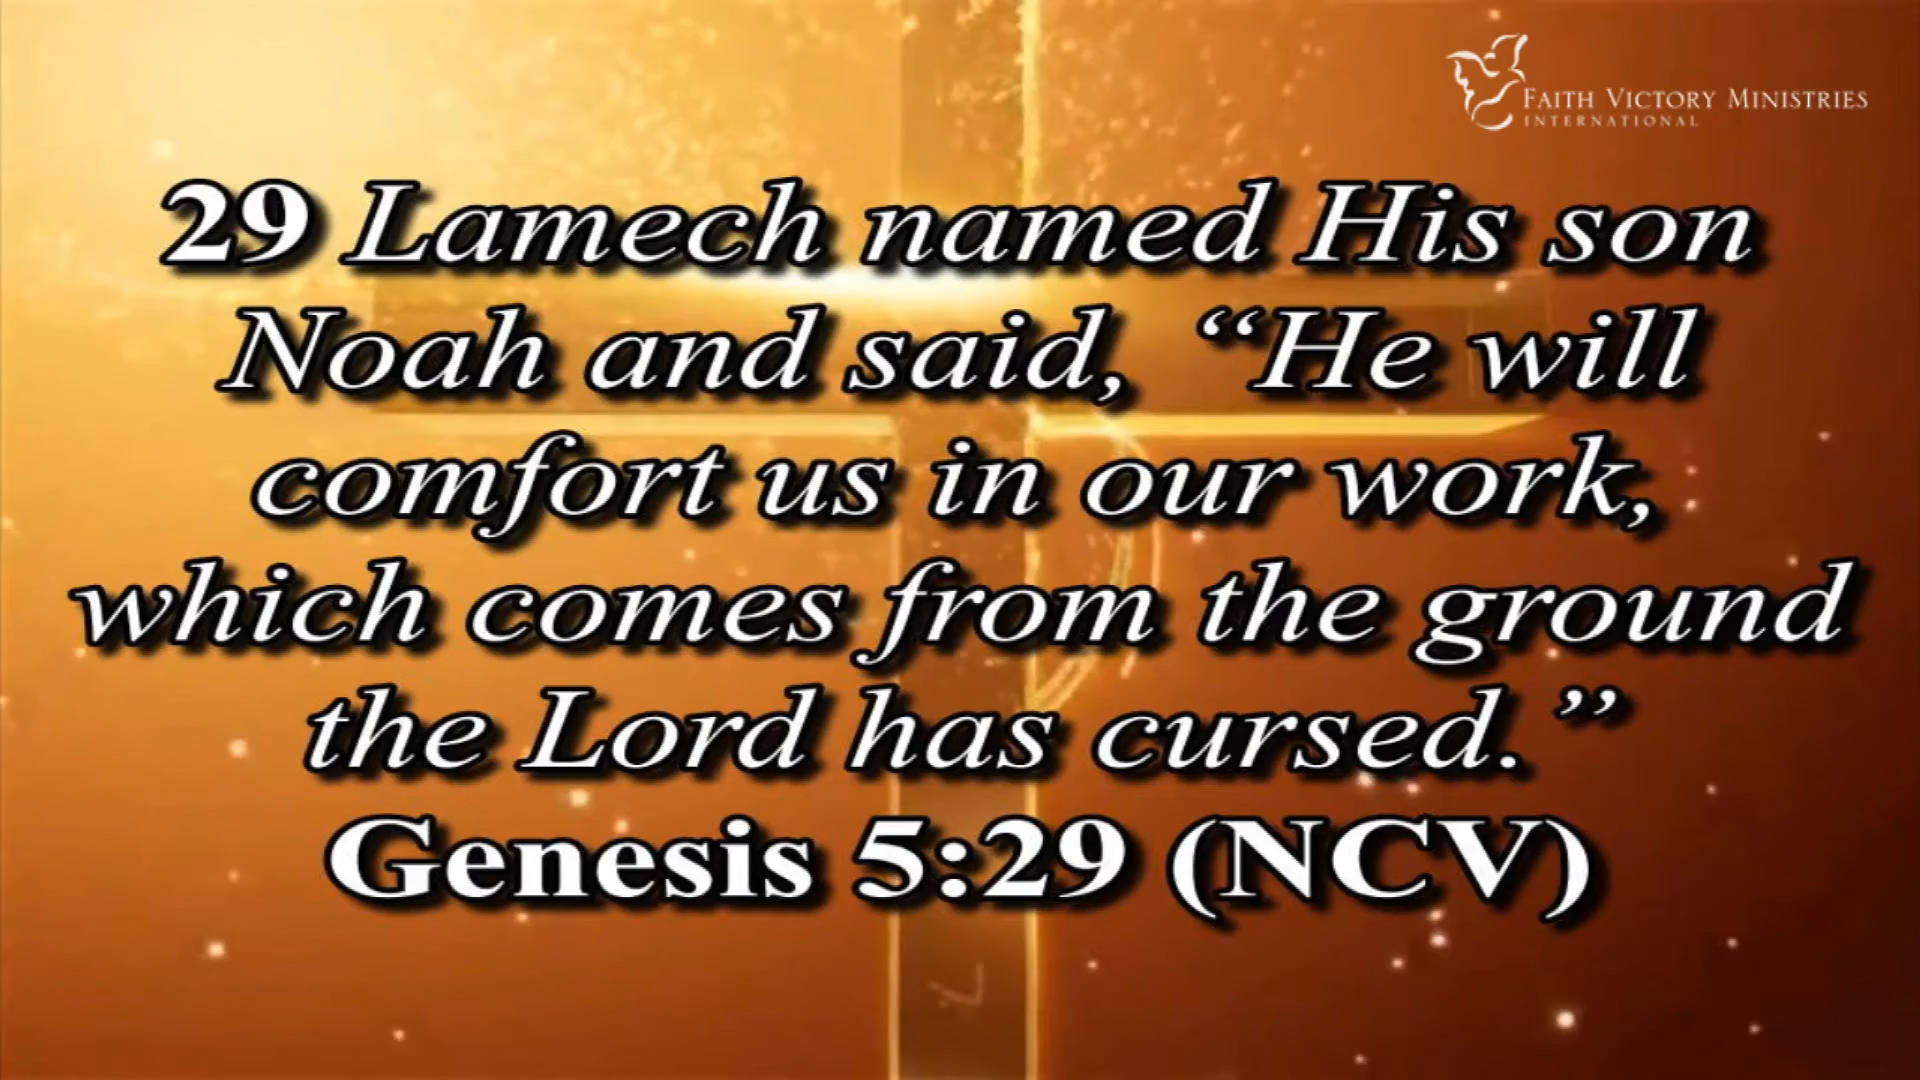 FAITH VICTORY MINISTRIES
INTERNATIONAL
29 Lamech named His son
Noah and said, “He will
comfort us in our work,
which comes from the ground
the Lord has cursed.”
Genesis 5:29 (NCV)